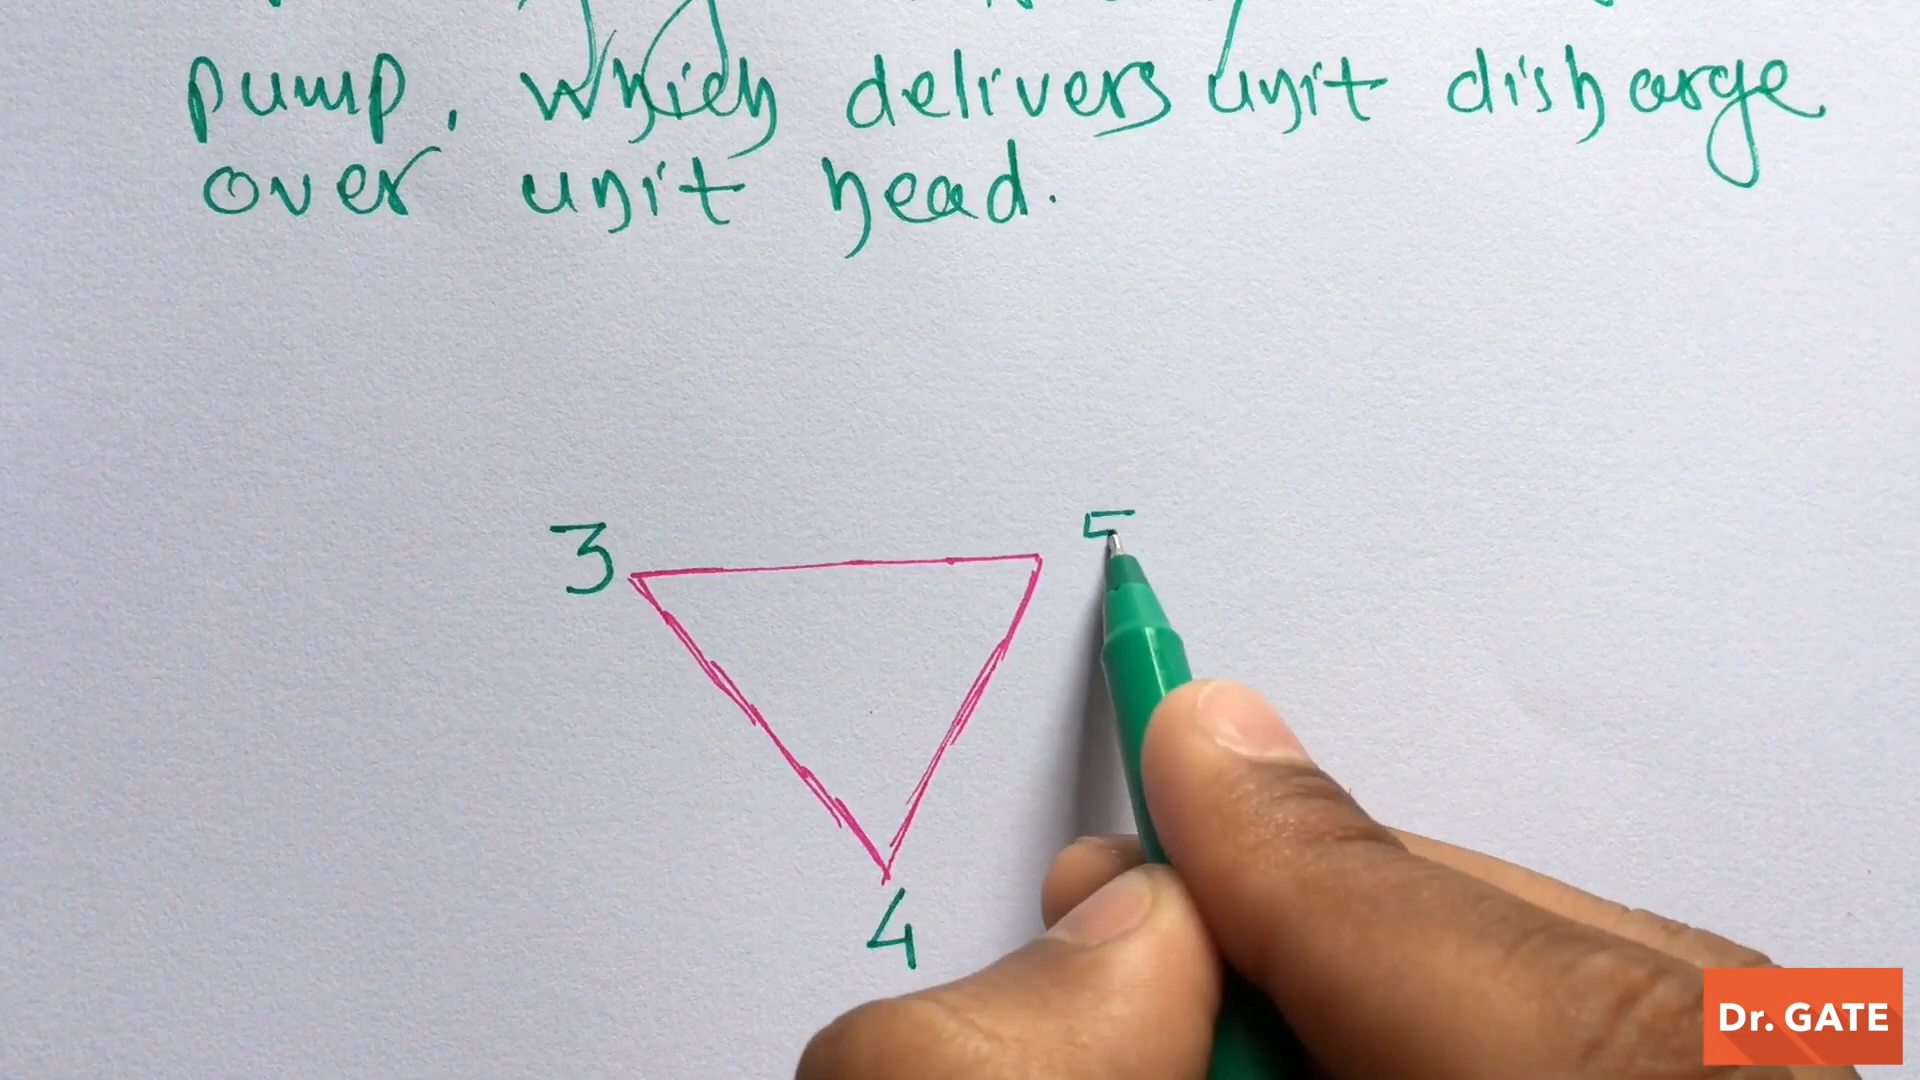 pump, which delivers unit discharge
over unit head.
3
5
4
Dr. GATE